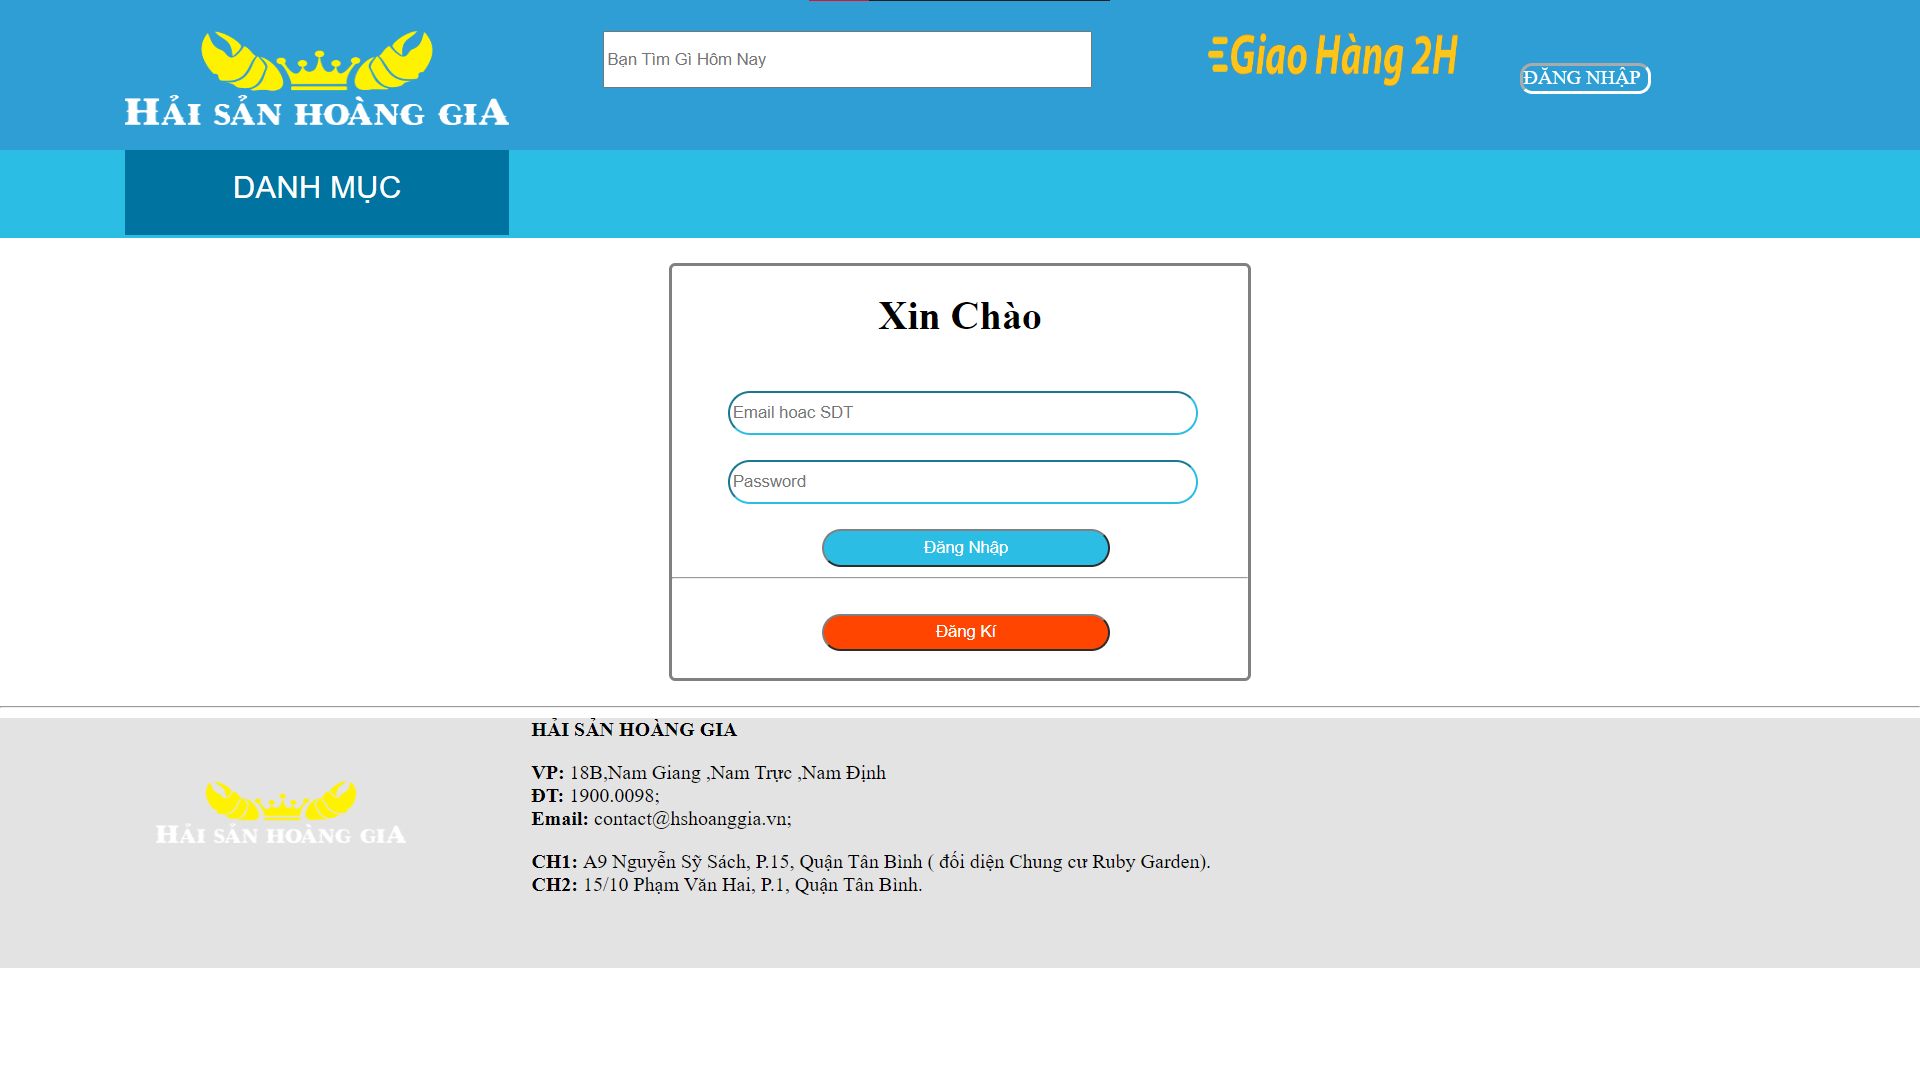 HẢI SẢN HOÀNG GIA
Bạn Tìm Gì Hôm Nay
Giao Hàng 2H
ĐĂNG NHẬP
DANH MỤC
Xin Chào
Email hoac SDT
Password
Đăng Nhập
Đăng Kí
HẢI SẢN HOÀNG GIA
HẢI SẢN HOÀNG GIA
VP: 18B,Nam Giang ,Nam Trực ,Nam Định
ĐT: 1900.0098;
Email: contact@hshoanggia.vn;
CH1: A9 Nguyễn Sỹ Sách, P.15, Quận Tân Bình ( đối diện Chung cư Ruby Garden).
CH2: 15/10 Phạm Văn Hai, P.1, Quận Tân Bình.